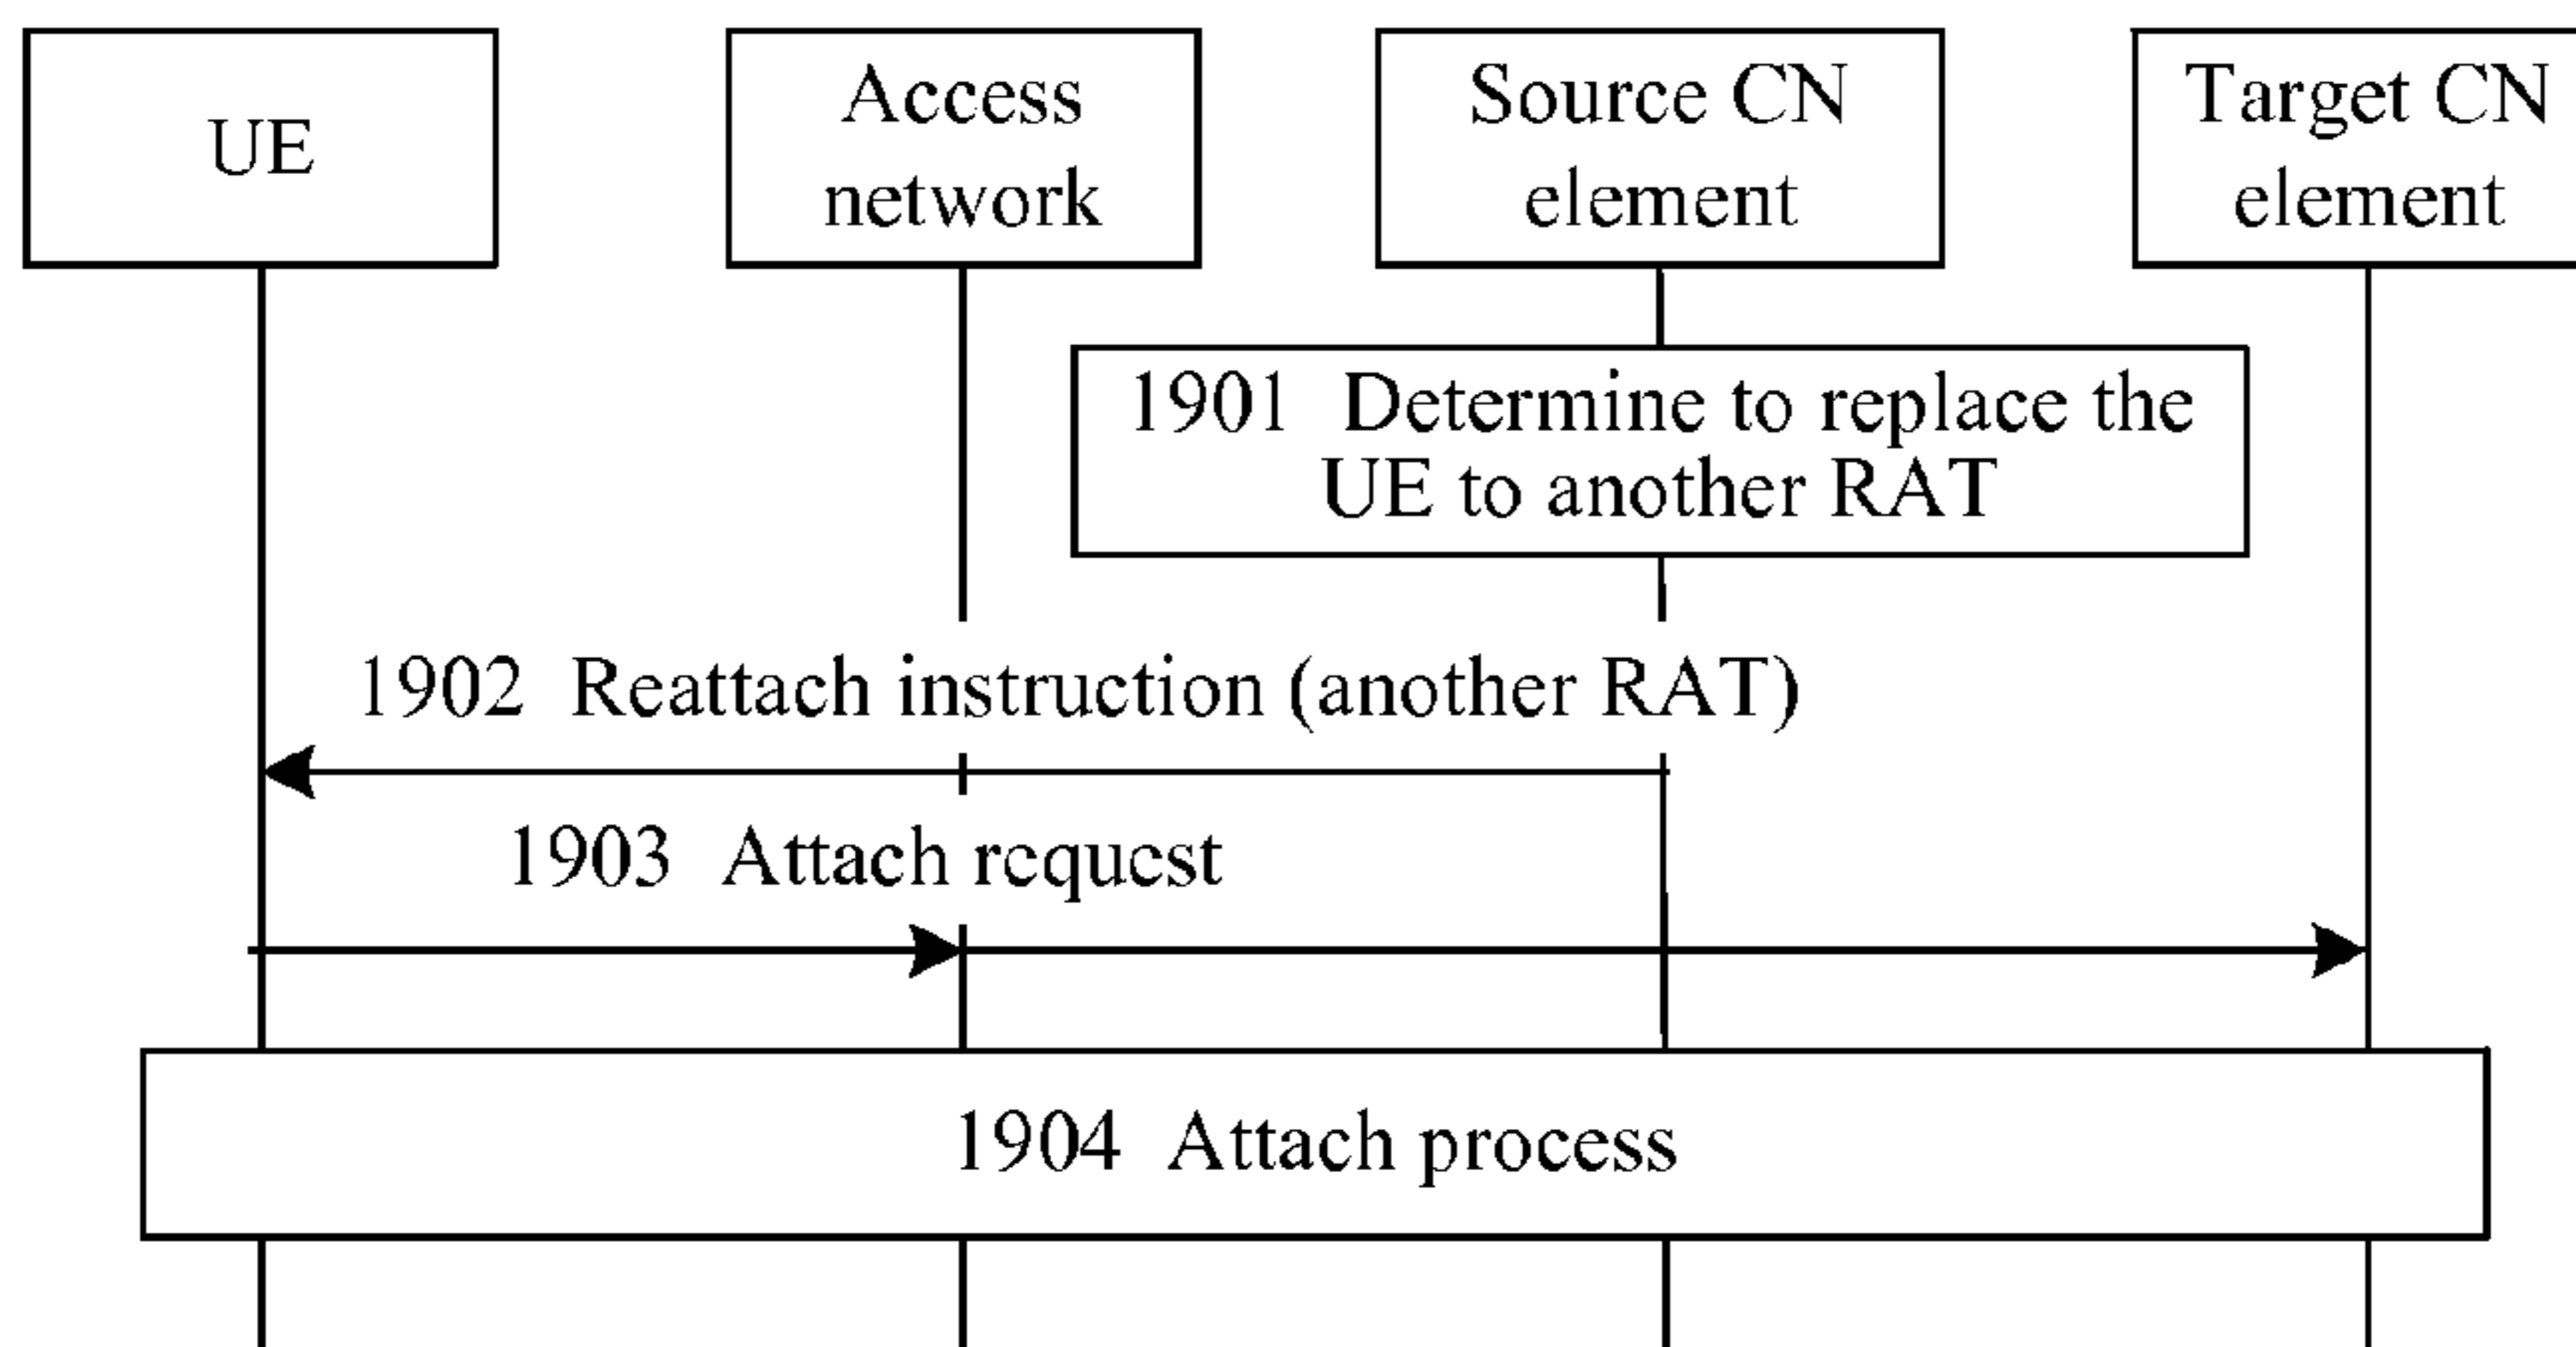 UE
Access
network
Source CN
element
Target CN
element
1901 Determine to replace the
UE to another RAT
1902 Reattach instruction (another RAT)
1903 Attach request
1904 Attach process